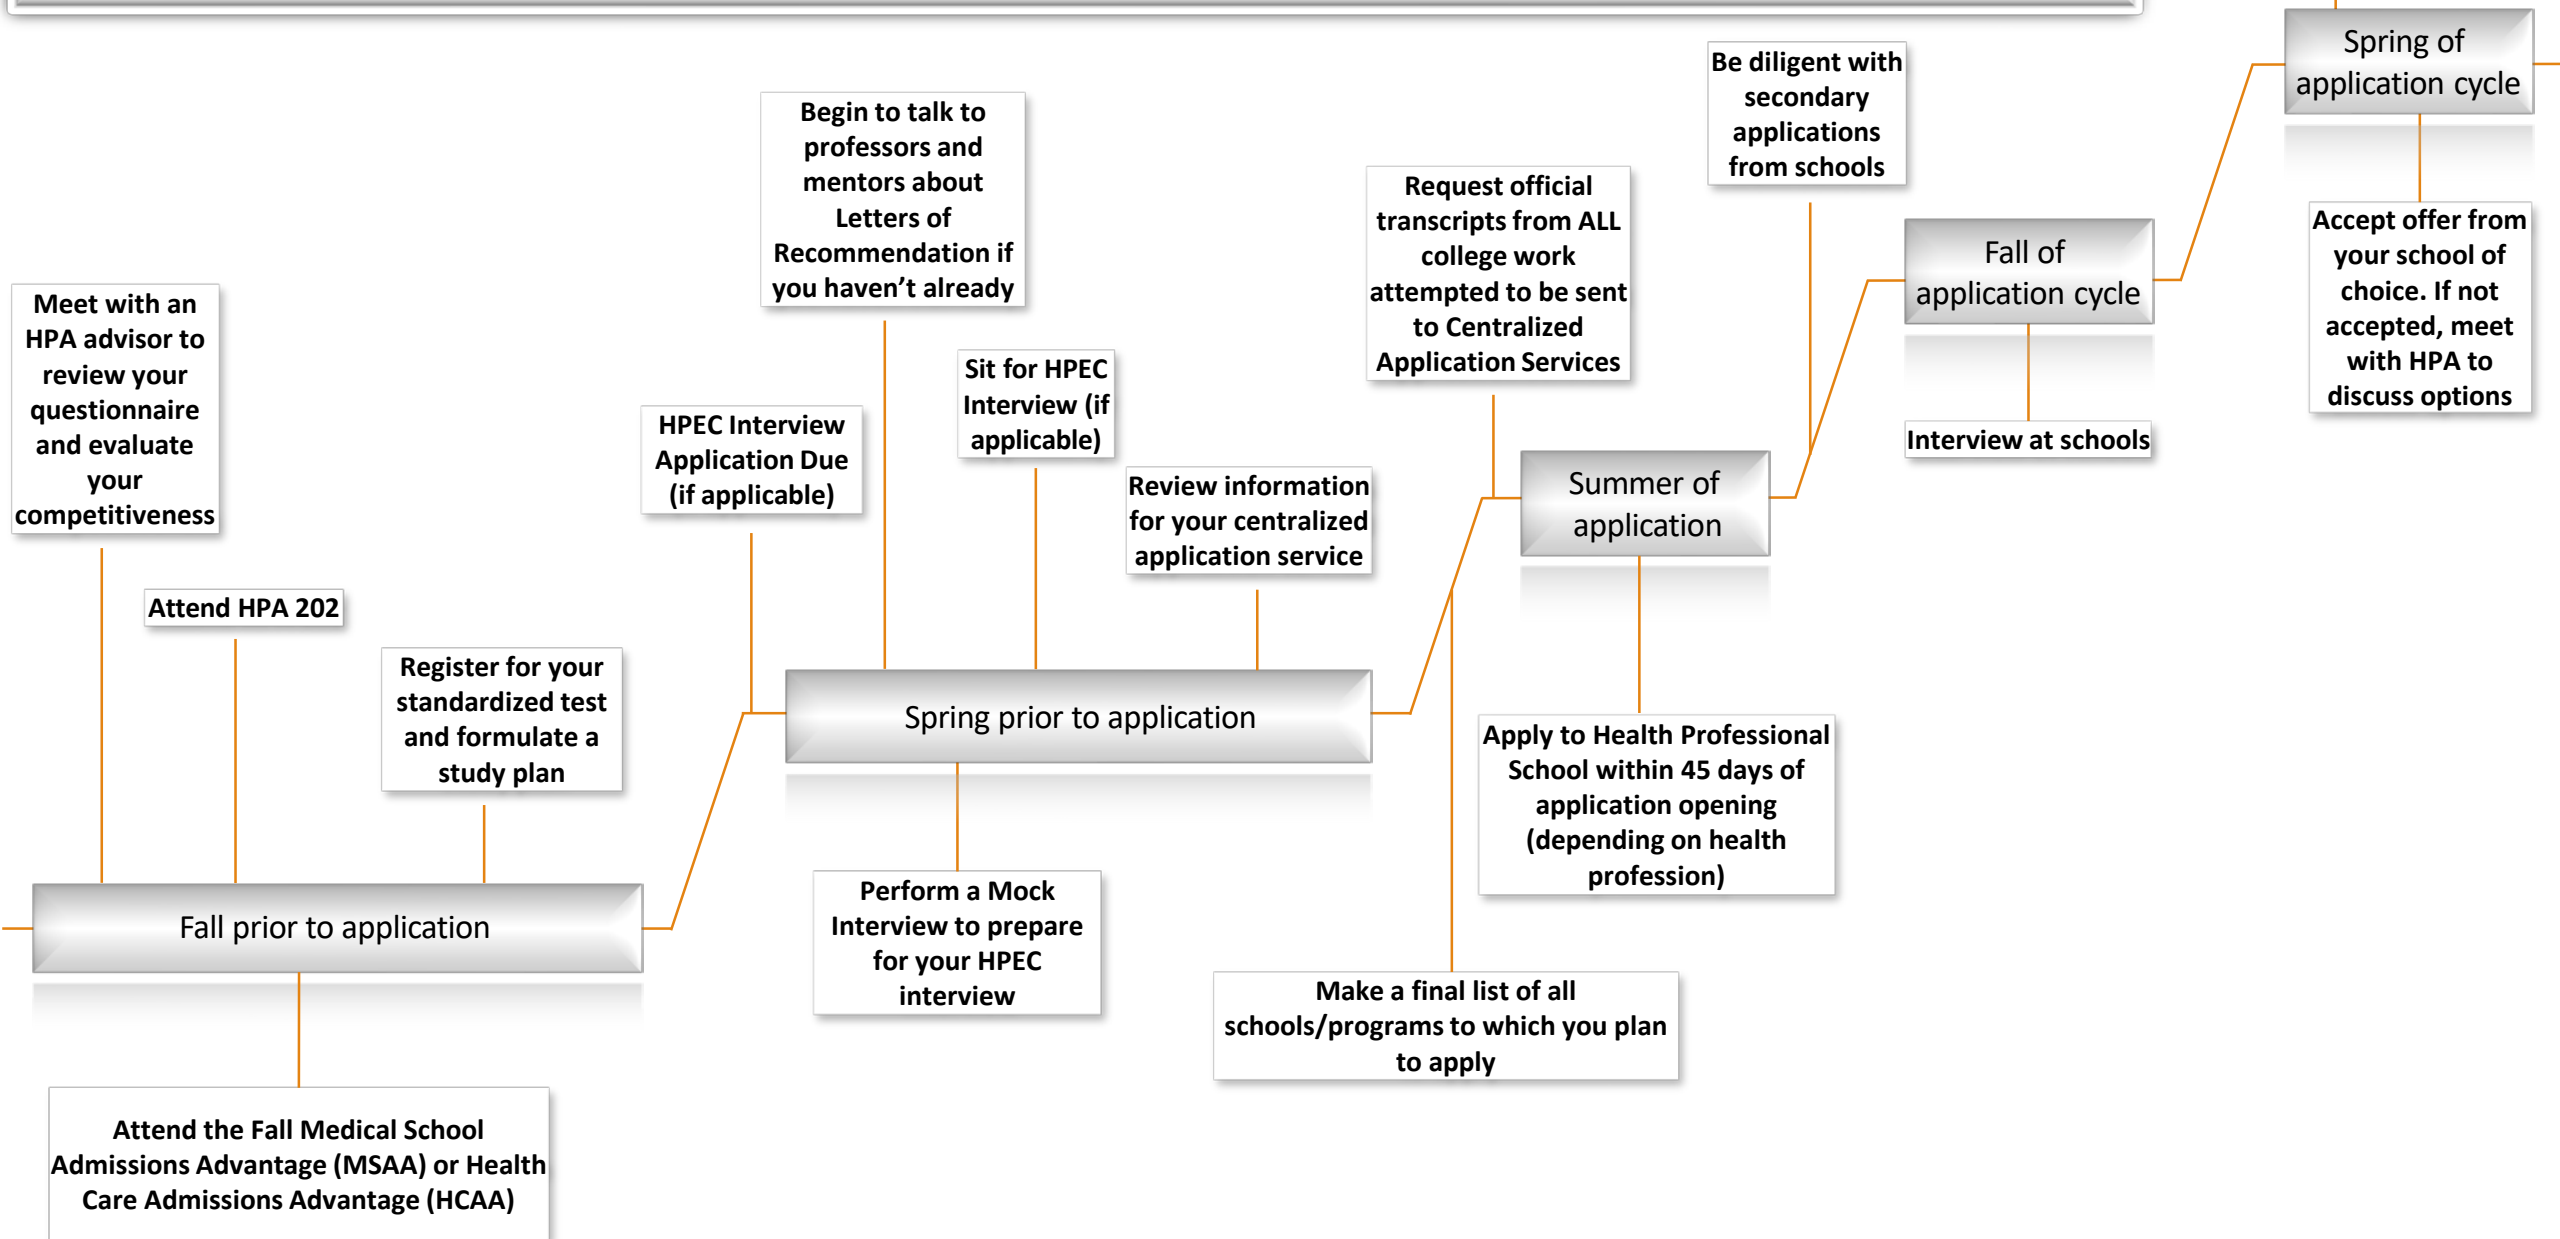 Meet with an
HPA advisor to
review your
questionnaire
and evaluate
your
competitiveness
Attend HPA 202
Register for your
standardized test
and formulate a
study plan
Fall prior to application
Attend the Fall Medical School
Admissions Advantage (MSAA) or Health
Care Admissions Advantage (HCAA)
HPEC Interview
Application Due
(if applicable)
Begin to talk to
professors and
mentors about
Letters of
Recommendation if
you haven’t already
Sit for HPEC
Interview (if
applicable)
Review information
for your centralized
application service
Spring prior to application
Perform a Mock
Interview to prepare
for your HPEC
interview
Make a final list of all
schools/programs to which you plan
to apply
Request official
transcripts from ALL
college work
attempted to be sent
to Centralized
Application Services
Summer of
application
Apply to Health Professional
School within 45 days of
application opening
(depending on health
profession)
Be diligent with
secondary
applications
from schools
Fall of
application cycle
Interview at schools
Spring of
application cycle
Accept offer from
your school of
choice. If not
accepted, meet
with HPA to
discuss options